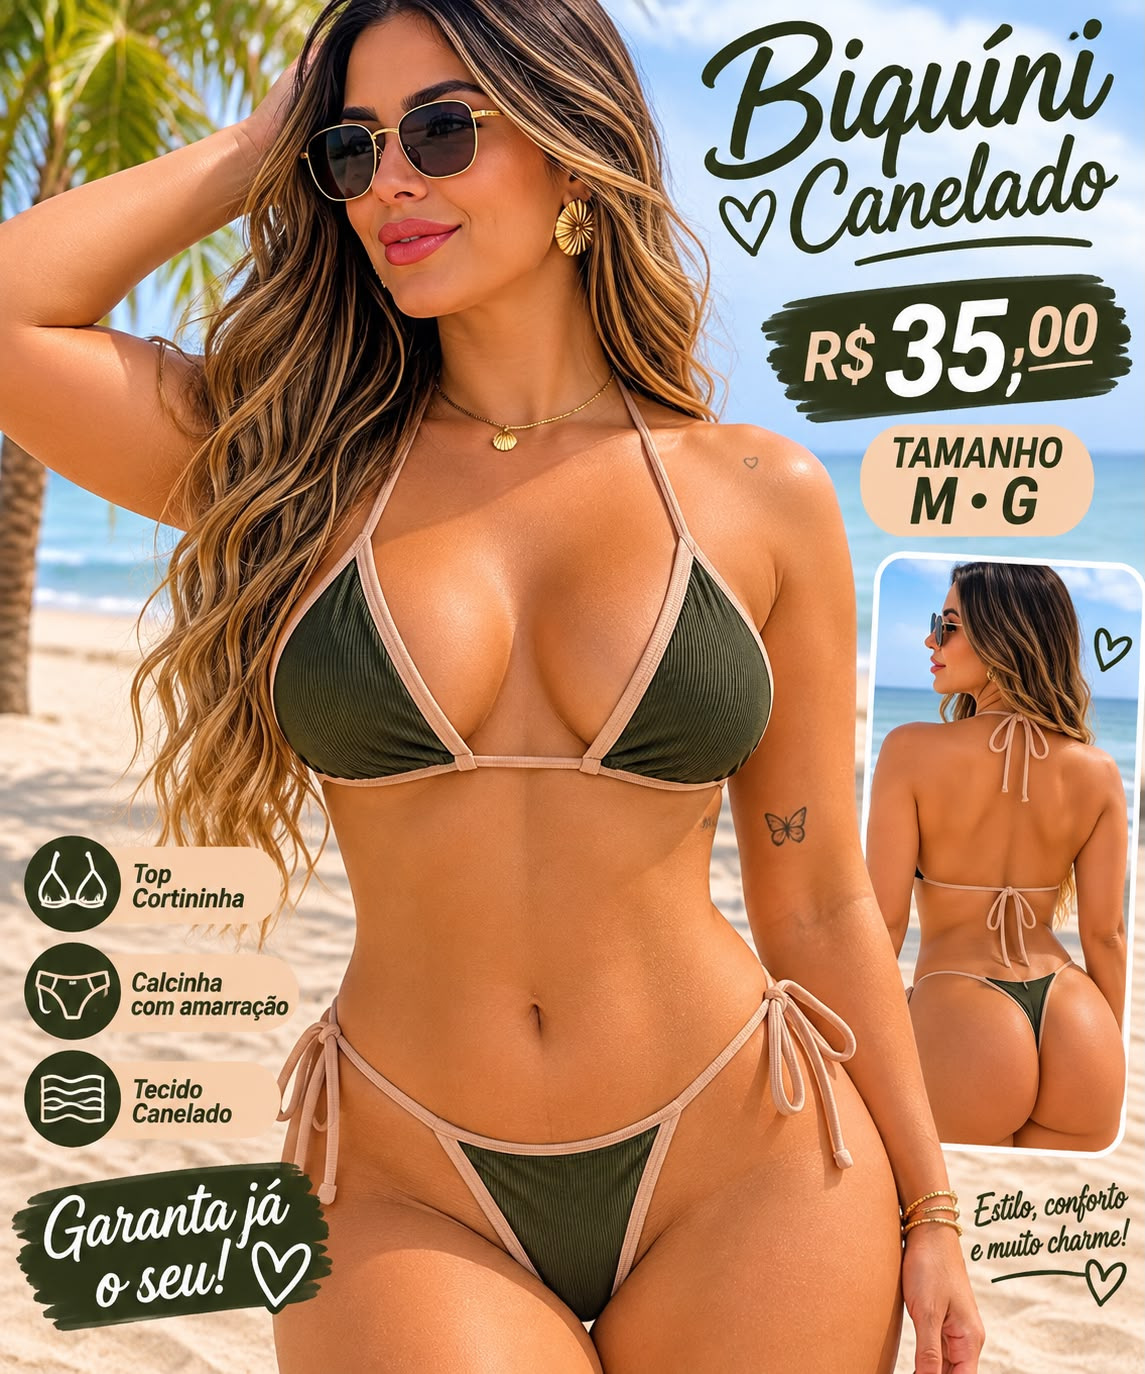 Biquíni
Canelado
R$ 35,00
TAMANHO
M • G
Top
Cortininha
Calcinha
com amarração
Tecido
Canelado
Garanta já
o seu!
Estilo, conforto
e muito charme!